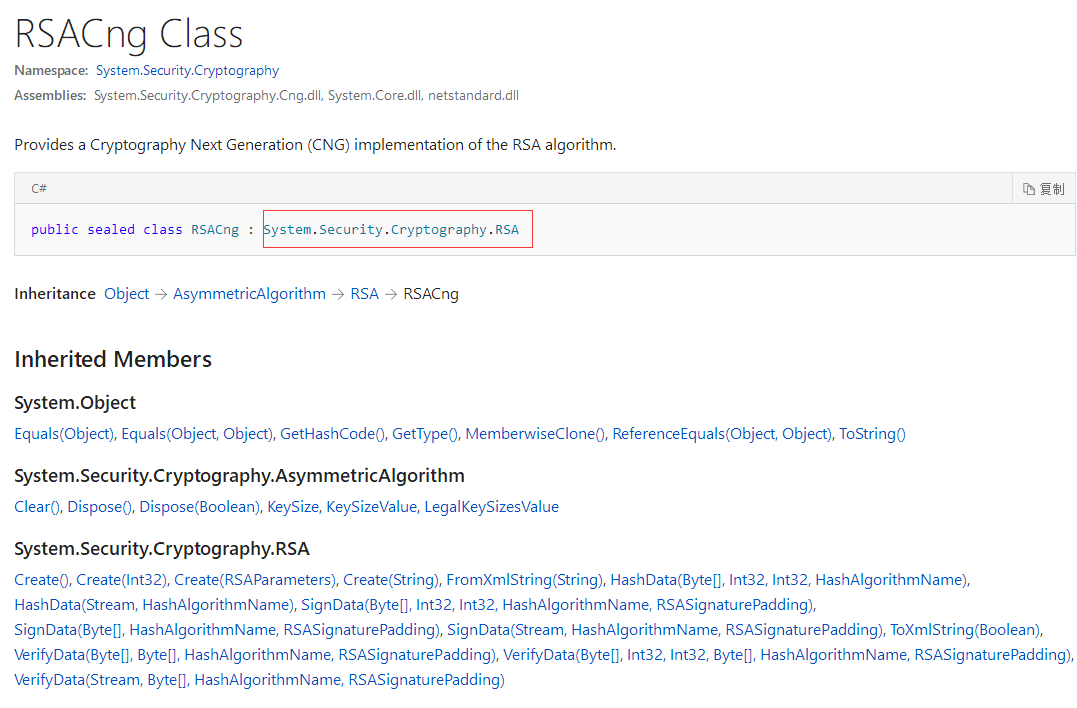 RSACng Class
Namespace: System.Security.Cryptography
Assemblies: System.Security.Cryptography.Cng.dll, System.Core.dll, netstandard.dll
Provides a Cryptography Next Generation (CNG) implementation of the RSA algorithm.
C# 复制
public sealed class RSACng : System.Security.Cryptography.RSA
Inheritance Object → AsymmetricAlgorithm → RSA → RSACng
Inherited Members
System.Object
Equals(Object), Equals(Object, Object), GetHashCode(), GetType(), MemberwiseClone(), ReferenceEquals(Object, Object), ToString()
System.Security.Cryptography.AsymmetricAlgorithm
Clear(), Dispose(), Dispose(Boolean), KeySize, KeySizeValue, LegalKeySizesValue
System.Security.Cryptography.RSA
Create(), Create(Int32), Create(RSAParameters), Create(String), FromXmlString(String), HashData(Byte[], Int32, Int32, HashAlgorithmName),
HashData(Stream, HashAlgorithmName), SignData(Byte[], Int32, Int32, HashAlgorithmName, RSASignaturePadding),
SignData(Byte[], HashAlgorithmName, RSASignaturePadding), SignData(Stream, HashAlgorithmName, RSASignaturePadding), ToXmlString(Boolean),
VerifyData(Byte[], Byte[], HashAlgorithmName, RSASignaturePadding), VerifyData(Byte[], Int32, Int32, Byte[], HashAlgorithmName, RSASignaturePadding),
VerifyData(Stream, Byte[], HashAlgorithmName, RSASignaturePadding)